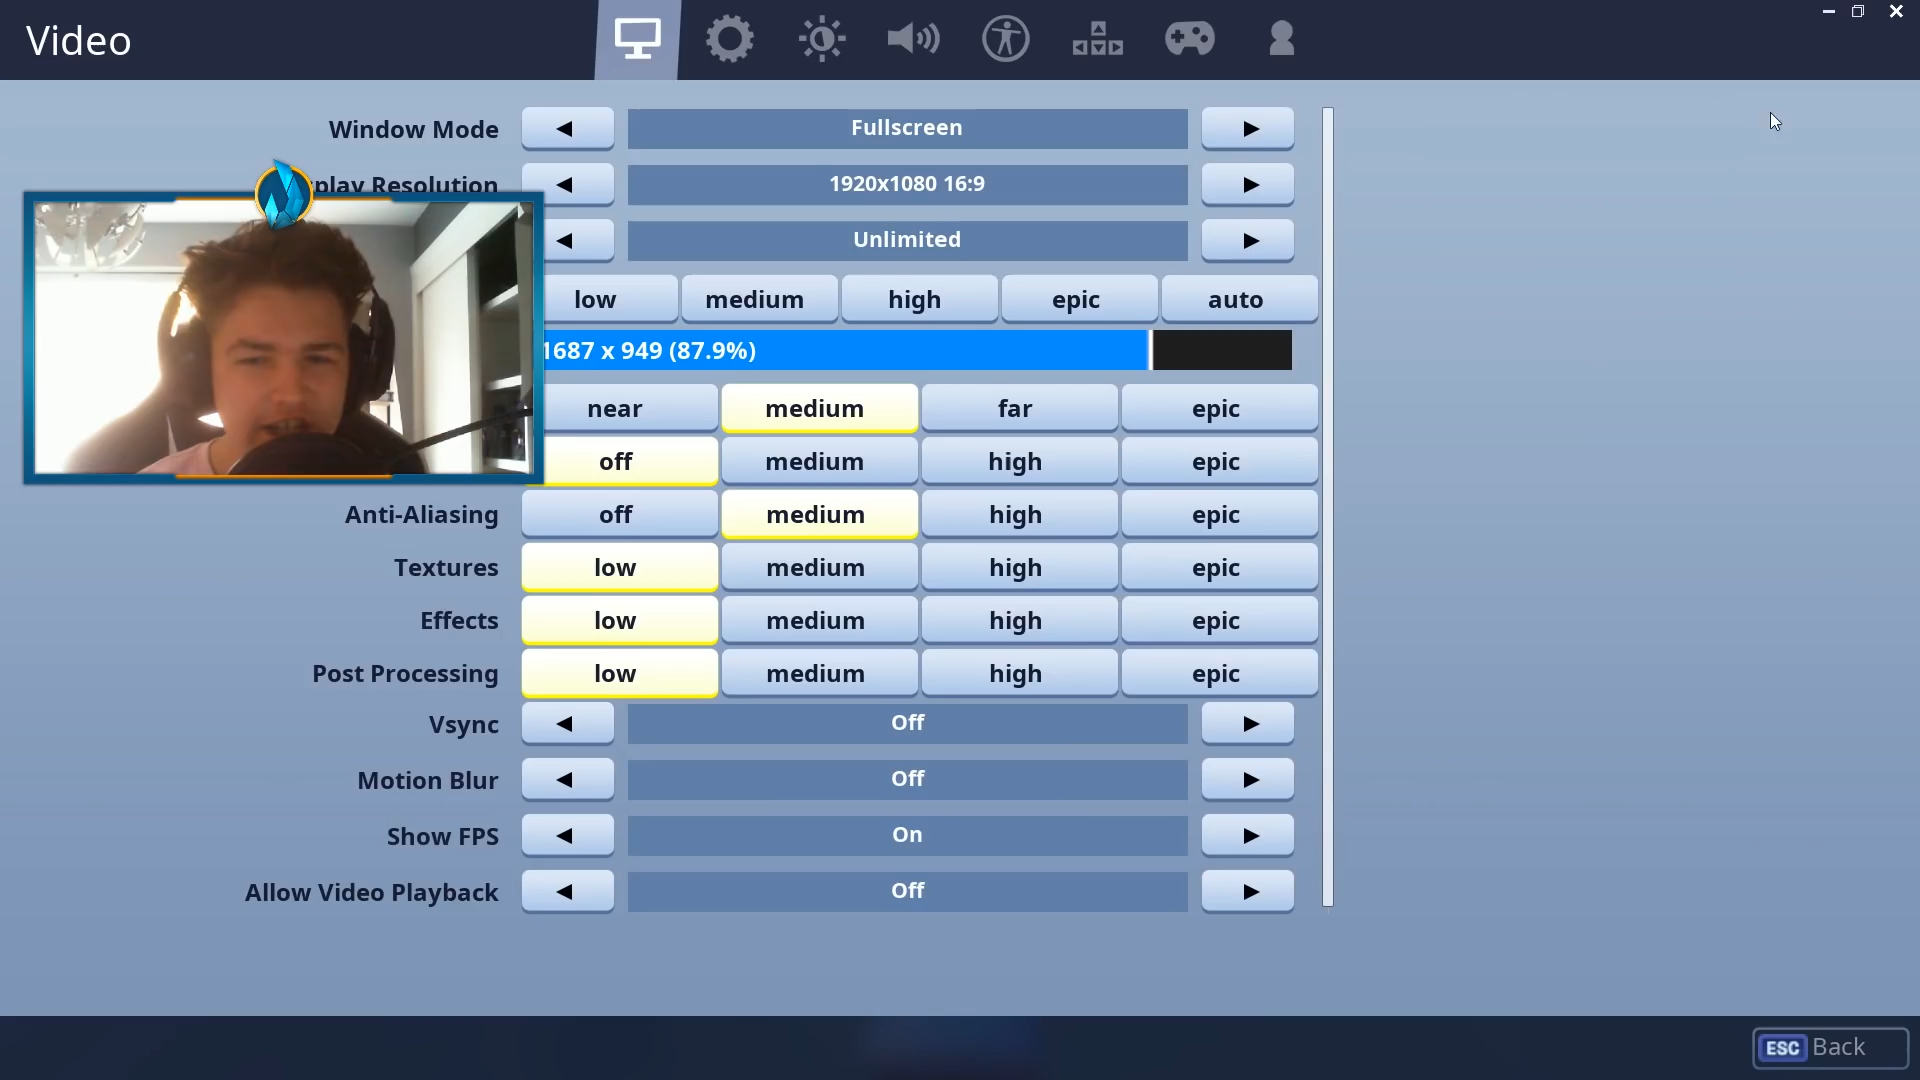 Video
Window Mode
Fullscreen
play Resolution
1920x1080 16:9
Unlimited
low medium high epic auto
1687 x 949 (87.9%)
near medium far epic
off medium high epic
Anti-Aliasing off medium high epic
Textures low medium high epic
Effects low medium high epic
Post Processing low medium high epic
Vsync Off
Motion Blur Off
Show FPS On
Allow Video Playback Off
ESC Back